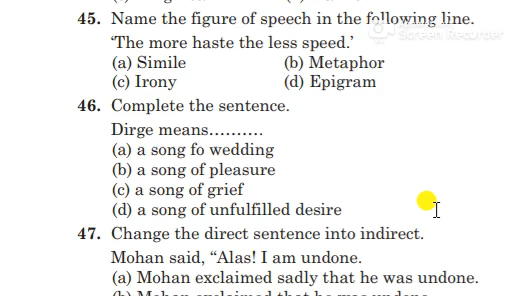 45. Name the figure of speech in the following line.
Screen Recorder
'The more haste the less speed.'
(a) Simile (b) Metaphor
(c) Irony (d) Epigram
46. Complete the sentence.
Dirge means..........
(a) a song fo wedding
(b) a song of pleasure
(c) a song of grief
(d) a song of unfulfilled desire
47. Change the direct sentence into indirect.
Mohan said, "Alas! I am undone.
(a) Mohan exclaimed sadly that he was undone.